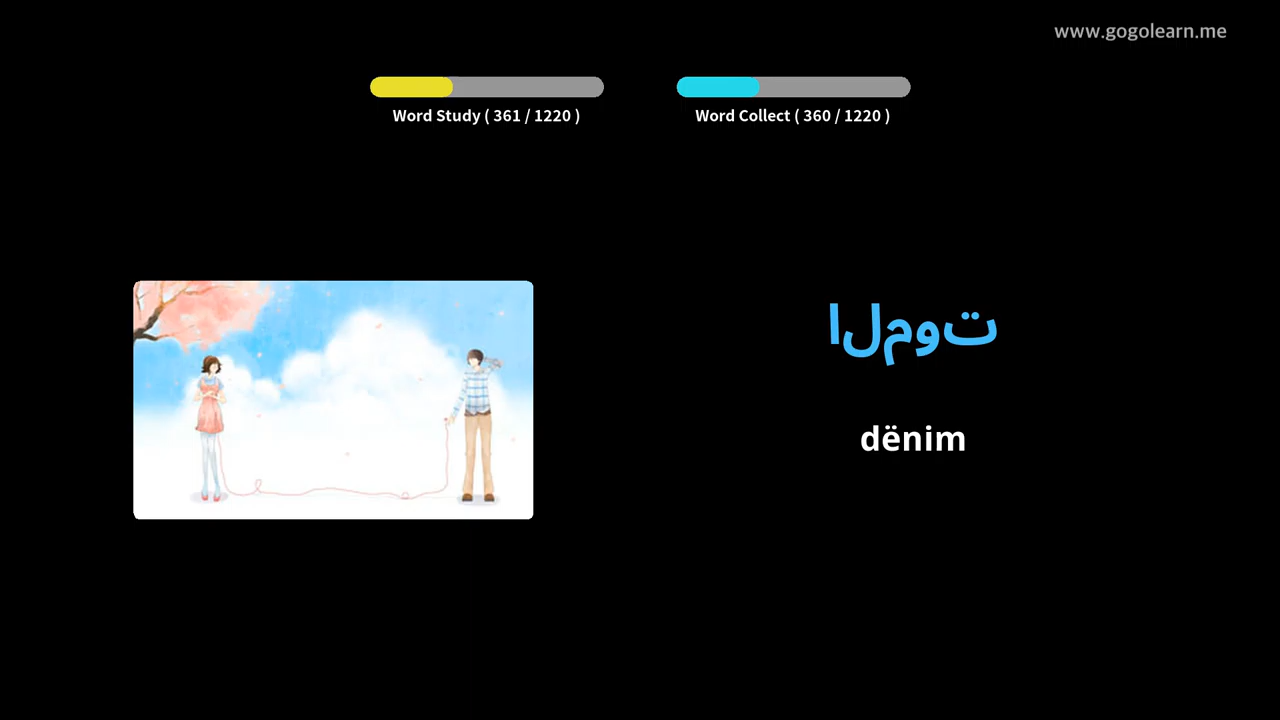 www.gogolearn.me
Word Study ( 361 / 1220 )
Word Collect ( 360 / 1220 )
الموت
dënim